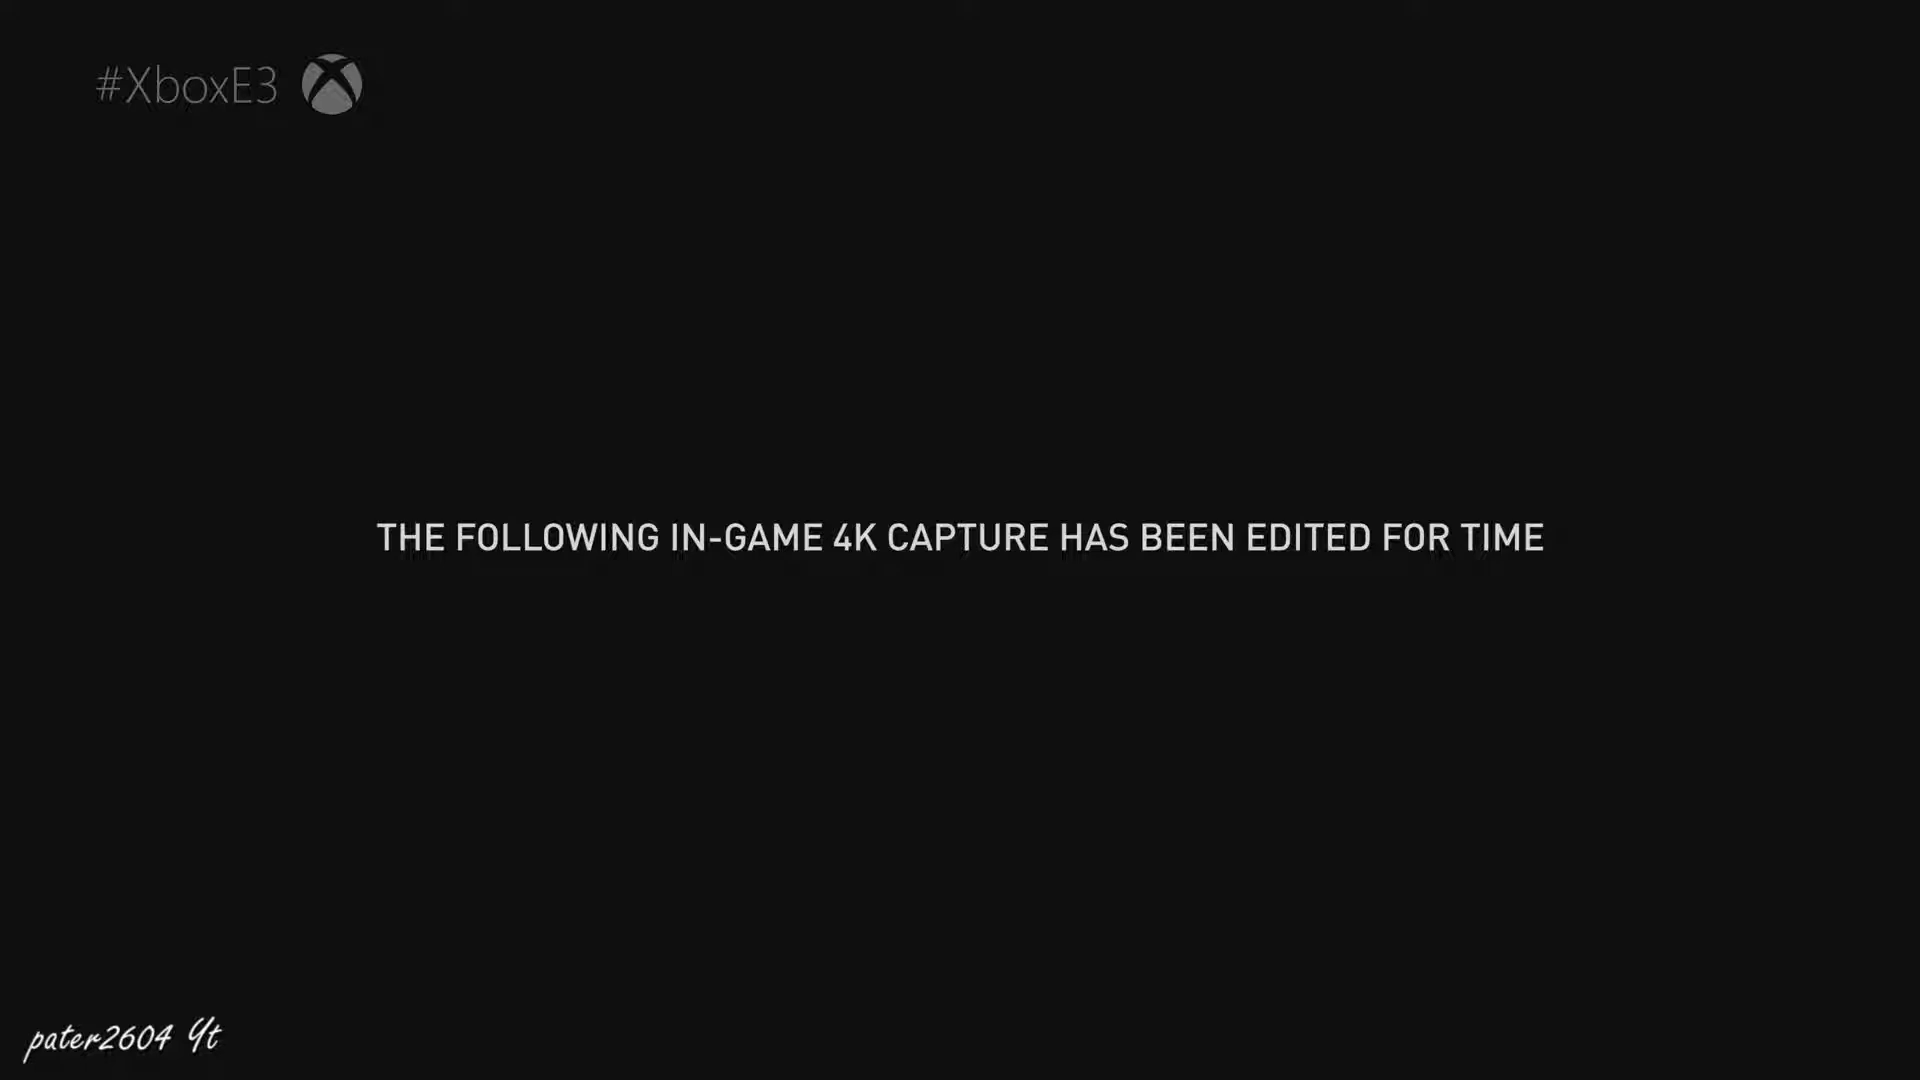 #XboxE3
THE FOLLOWING IN-GAME 4K CAPTURE HAS BEEN EDITED FOR TIME
pater2604 Yt